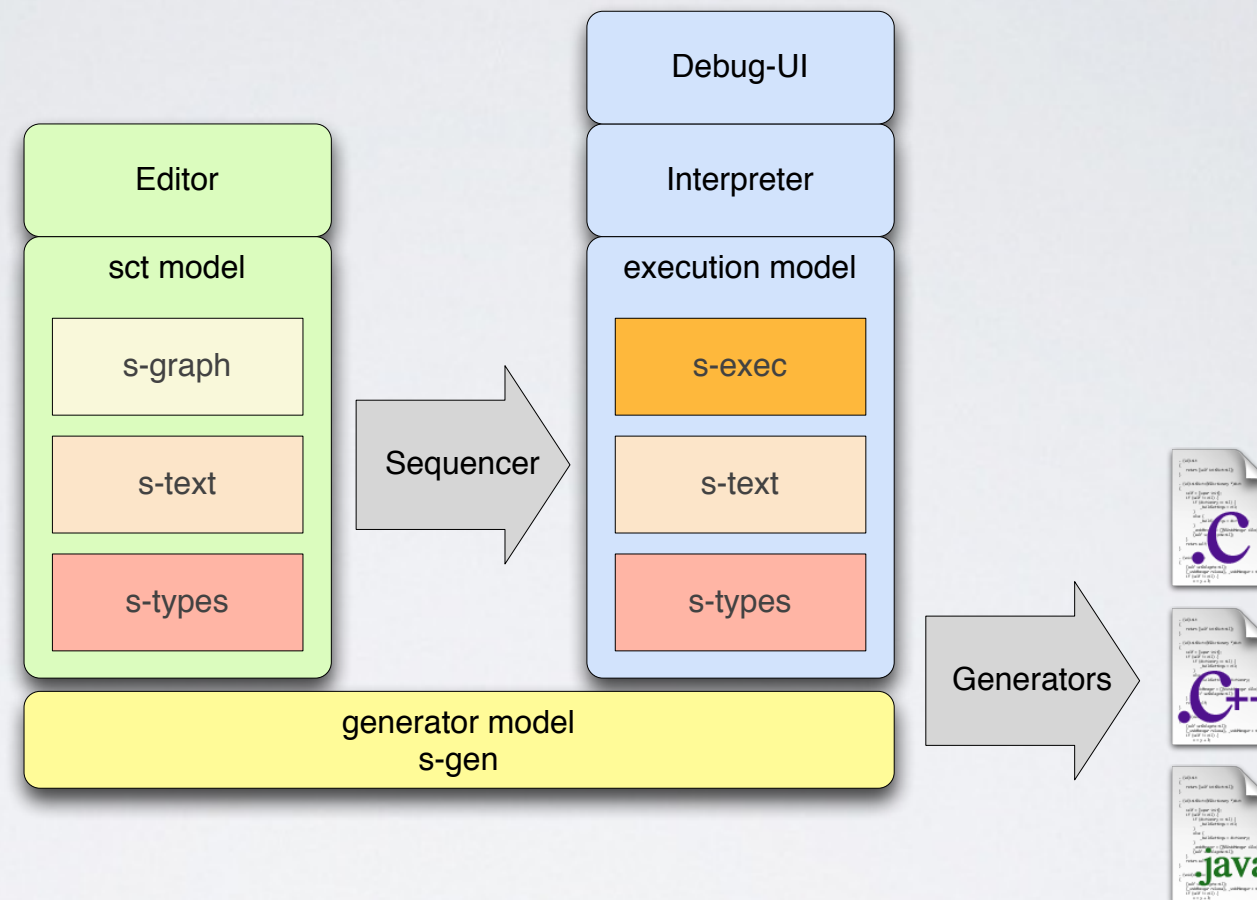 Debug-UI
Editor
Interpreter
sct model
execution model
s-graph
s-exec
Sequencer
s-text
s-text
s-types
s-types
Generators
generator model
s-gen
.C
.C++
.java